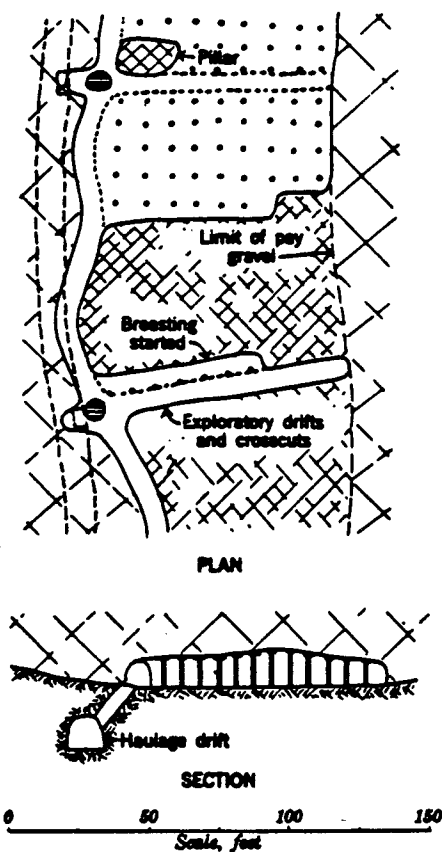 Pillar
Limit of pay
gravel
Breasting
started
Exploratory drifts
and crosscuts
PLAN
Haulage drift
SECTION
0 50 100 150
Scale, feet